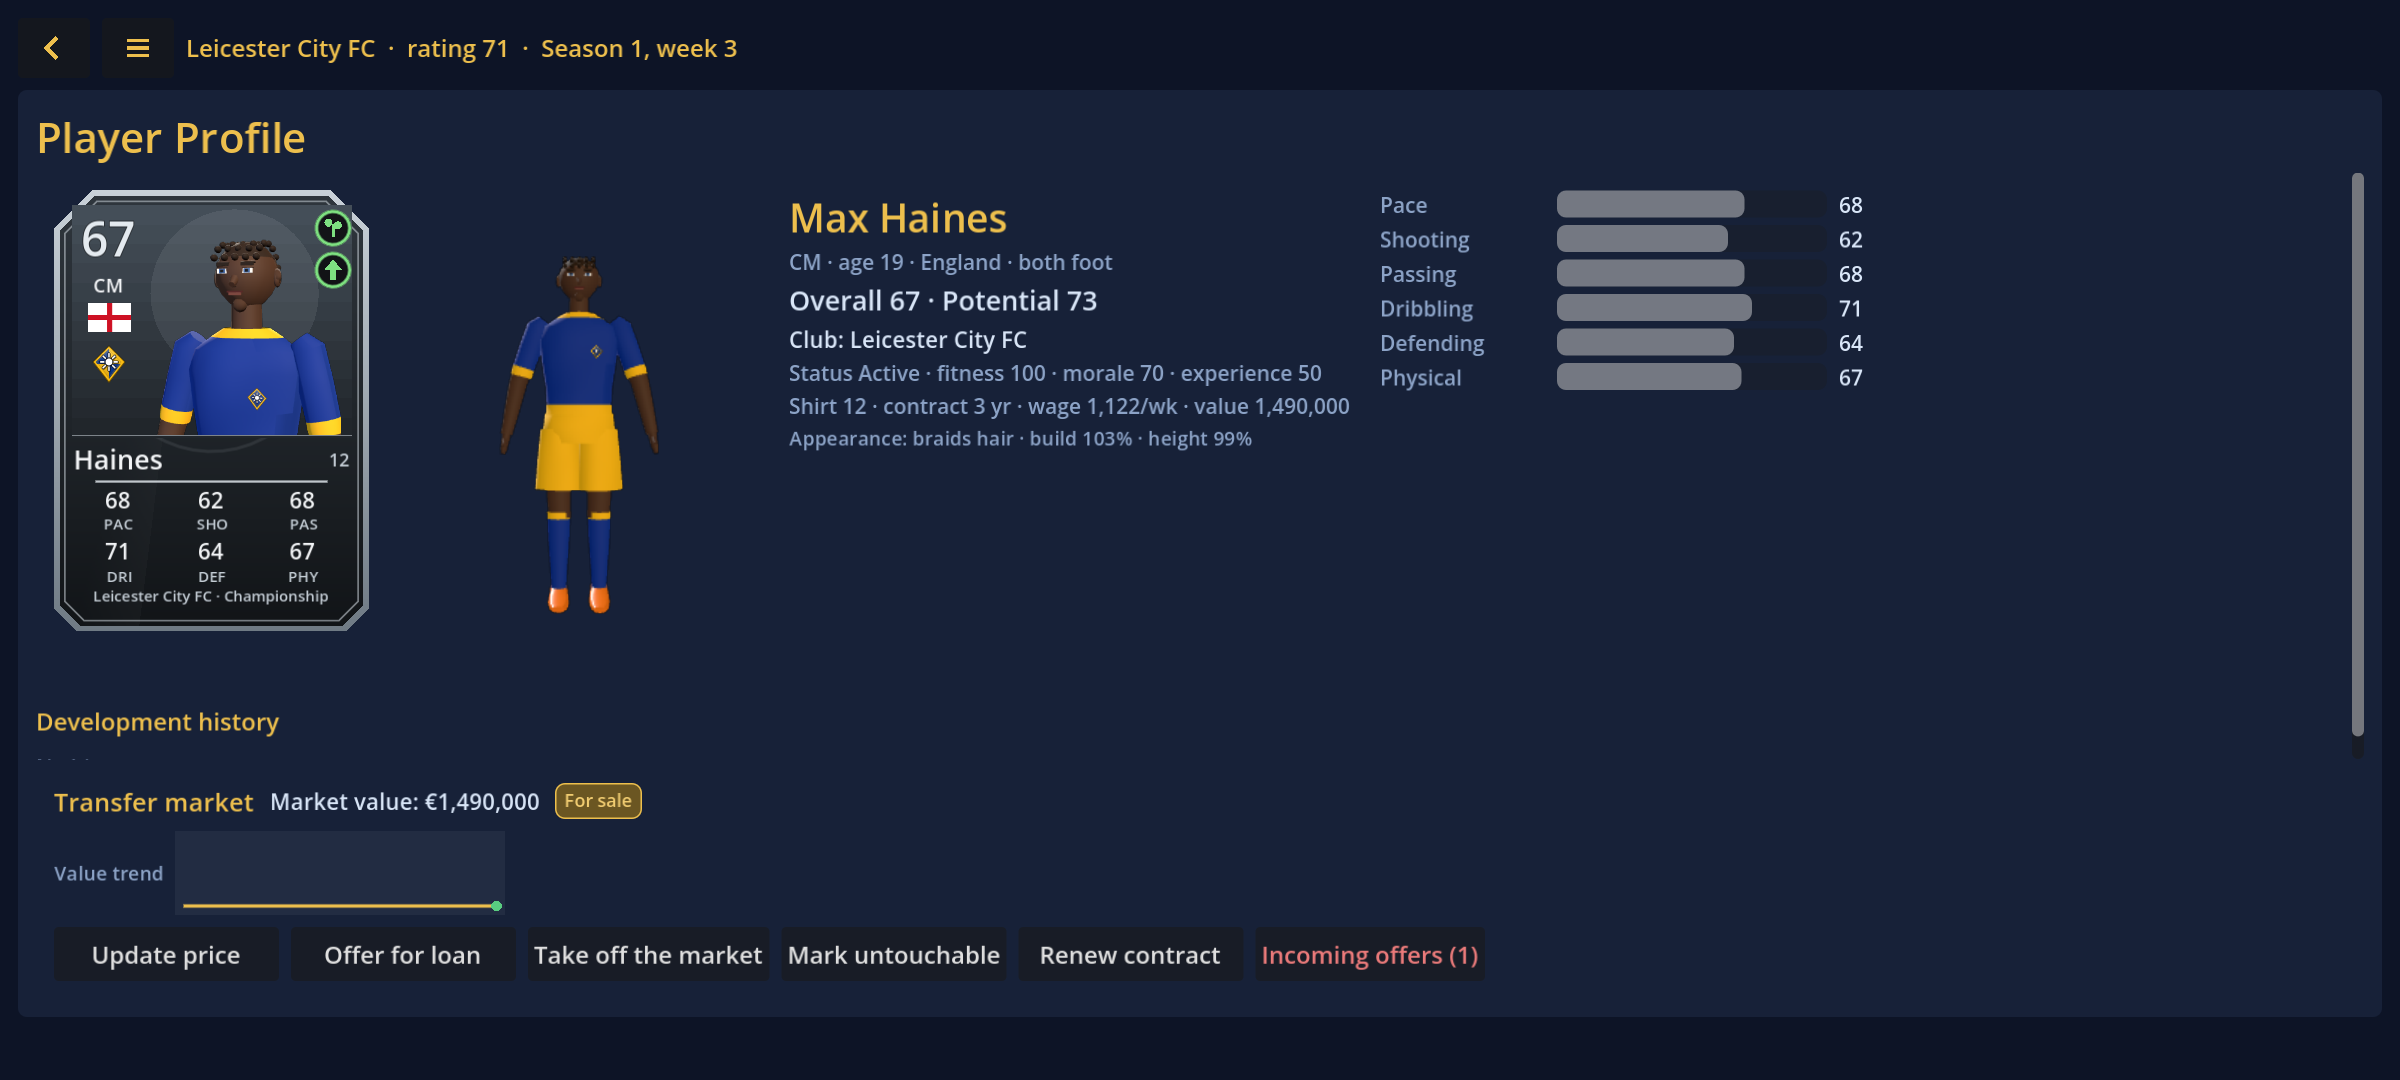 Leicester City FC · rating 71 · Season 1, week 3
Player Profile
67
CM
Haines 12
68 62 68
PAC SHO PAS
71 64 67
DRI DEF PHY
Leicester City FC · Championship
Max Haines
CM · age 19 · England · both foot
Overall 67 · Potential 73
Club: Leicester City FC
Status Active · fitness 100 · morale 70 · experience 50
Shirt 12 · contract 3 yr · wage 1,122/wk · value 1,490,000
Appearance: braids hair · build 103% · height 99%
Pace 68
Shooting 62
Passing 68
Dribbling 71
Defending 64
Physical 67
Development history
Transfer market Market value: €1,490,000 For sale
Value trend
Update price Offer for loan Take off the market Mark untouchable Renew contract Incoming offers (1)